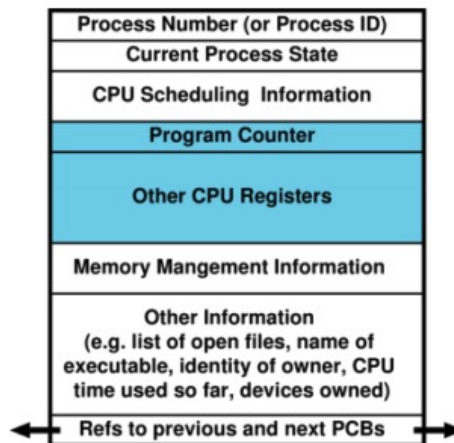 Process Number (or Process ID)
Current Process State
CPU Scheduling Information
Program Counter
Other CPU Registers
Memory Mangement Information
Other Information
(e.g. list of open files, name of
executable, identity of owner, CPU
time used so far, devices owned)
Refs to previous and next PCBs